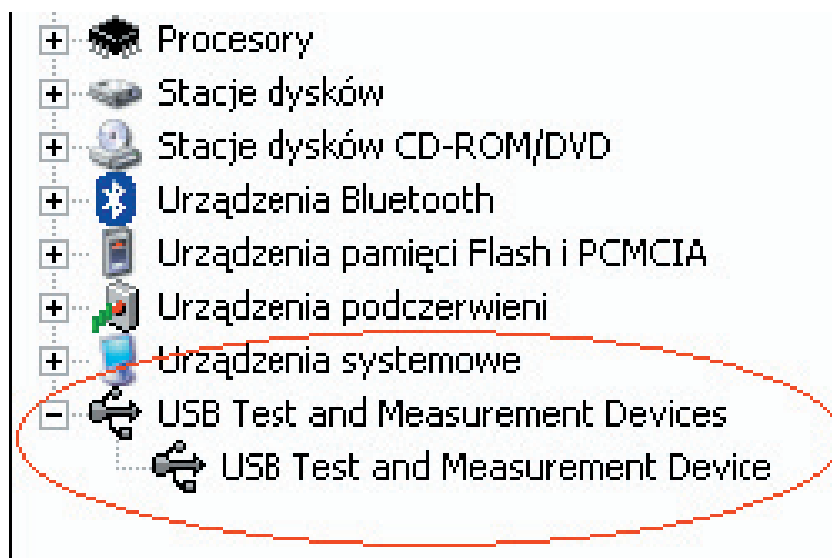 Procesory
Stacje dysków
Stacje dysków CD-ROM/DVD
Urządzenia Bluetooth
Urządzenia pamięci Flash i PCMCIA
Urządzenia podczerwieni
Urządzenia systemowe
USB Test and Measurement Devices
USB Test and Measurement Device